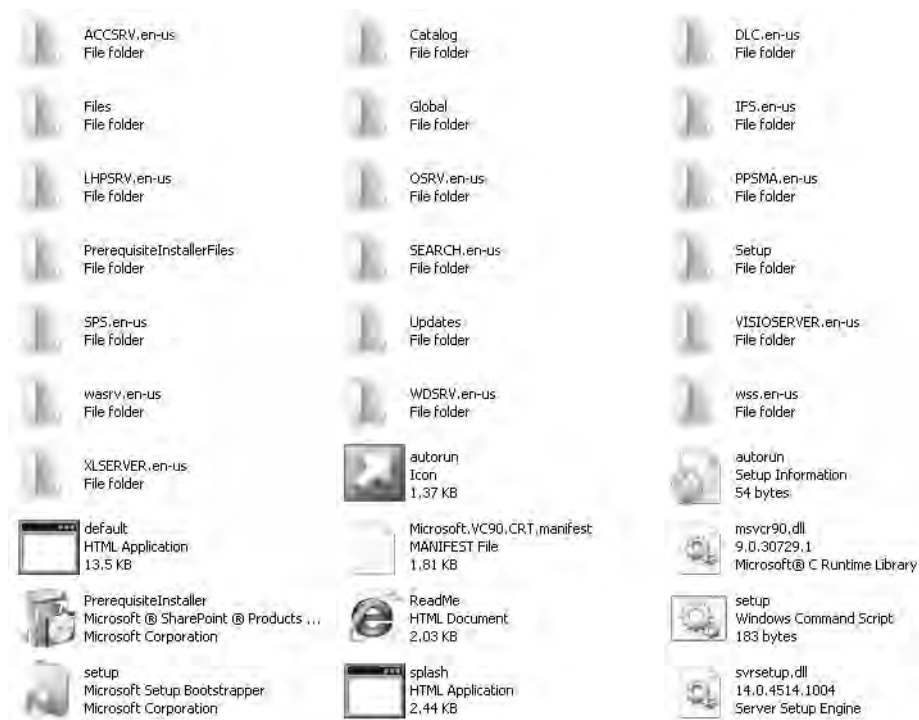 ACCSRV.en-us
File folder
Catalog
File folder
DLC.en-us
File folder
Files
File folder
Global
File folder
IFS.en-us
File folder
LHPSRV.en-us
File folder
OSRV.en-us
File folder
PPSMA.en-us
File folder
PrerequisiteInstallerFiles
File folder
SEARCH.en-us
File folder
Setup
File folder
SPS.en-us
File folder
Updates
File folder
VISIOSERVER.en-us
File folder
wasrv.en-us
File folder
WDSRV.en-us
File folder
wss.en-us
File folder
XLSERVER.en-us
File folder
autorun
Icon
1,37 KB
autorun
Setup Information
54 bytes
default
HTML Application
13,5 KB
Microsoft.VC90.CRT.manifest
MANIFEST File
1,81 KB
msvcr90.dll
9.0.30729.1
Microsoft® C Runtime Library
PrerequisiteInstaller
Microsoft ® SharePoint ® Products ...
Microsoft Corporation
ReadMe
HTML Document
2,03 KB
setup
Windows Command Script
183 bytes
setup
Microsoft Setup Bootstrapper
Microsoft Corporation
splash
HTML Application
2,44 KB
svrsetup.dll
14.0.4514.1004
Server Setup Engine